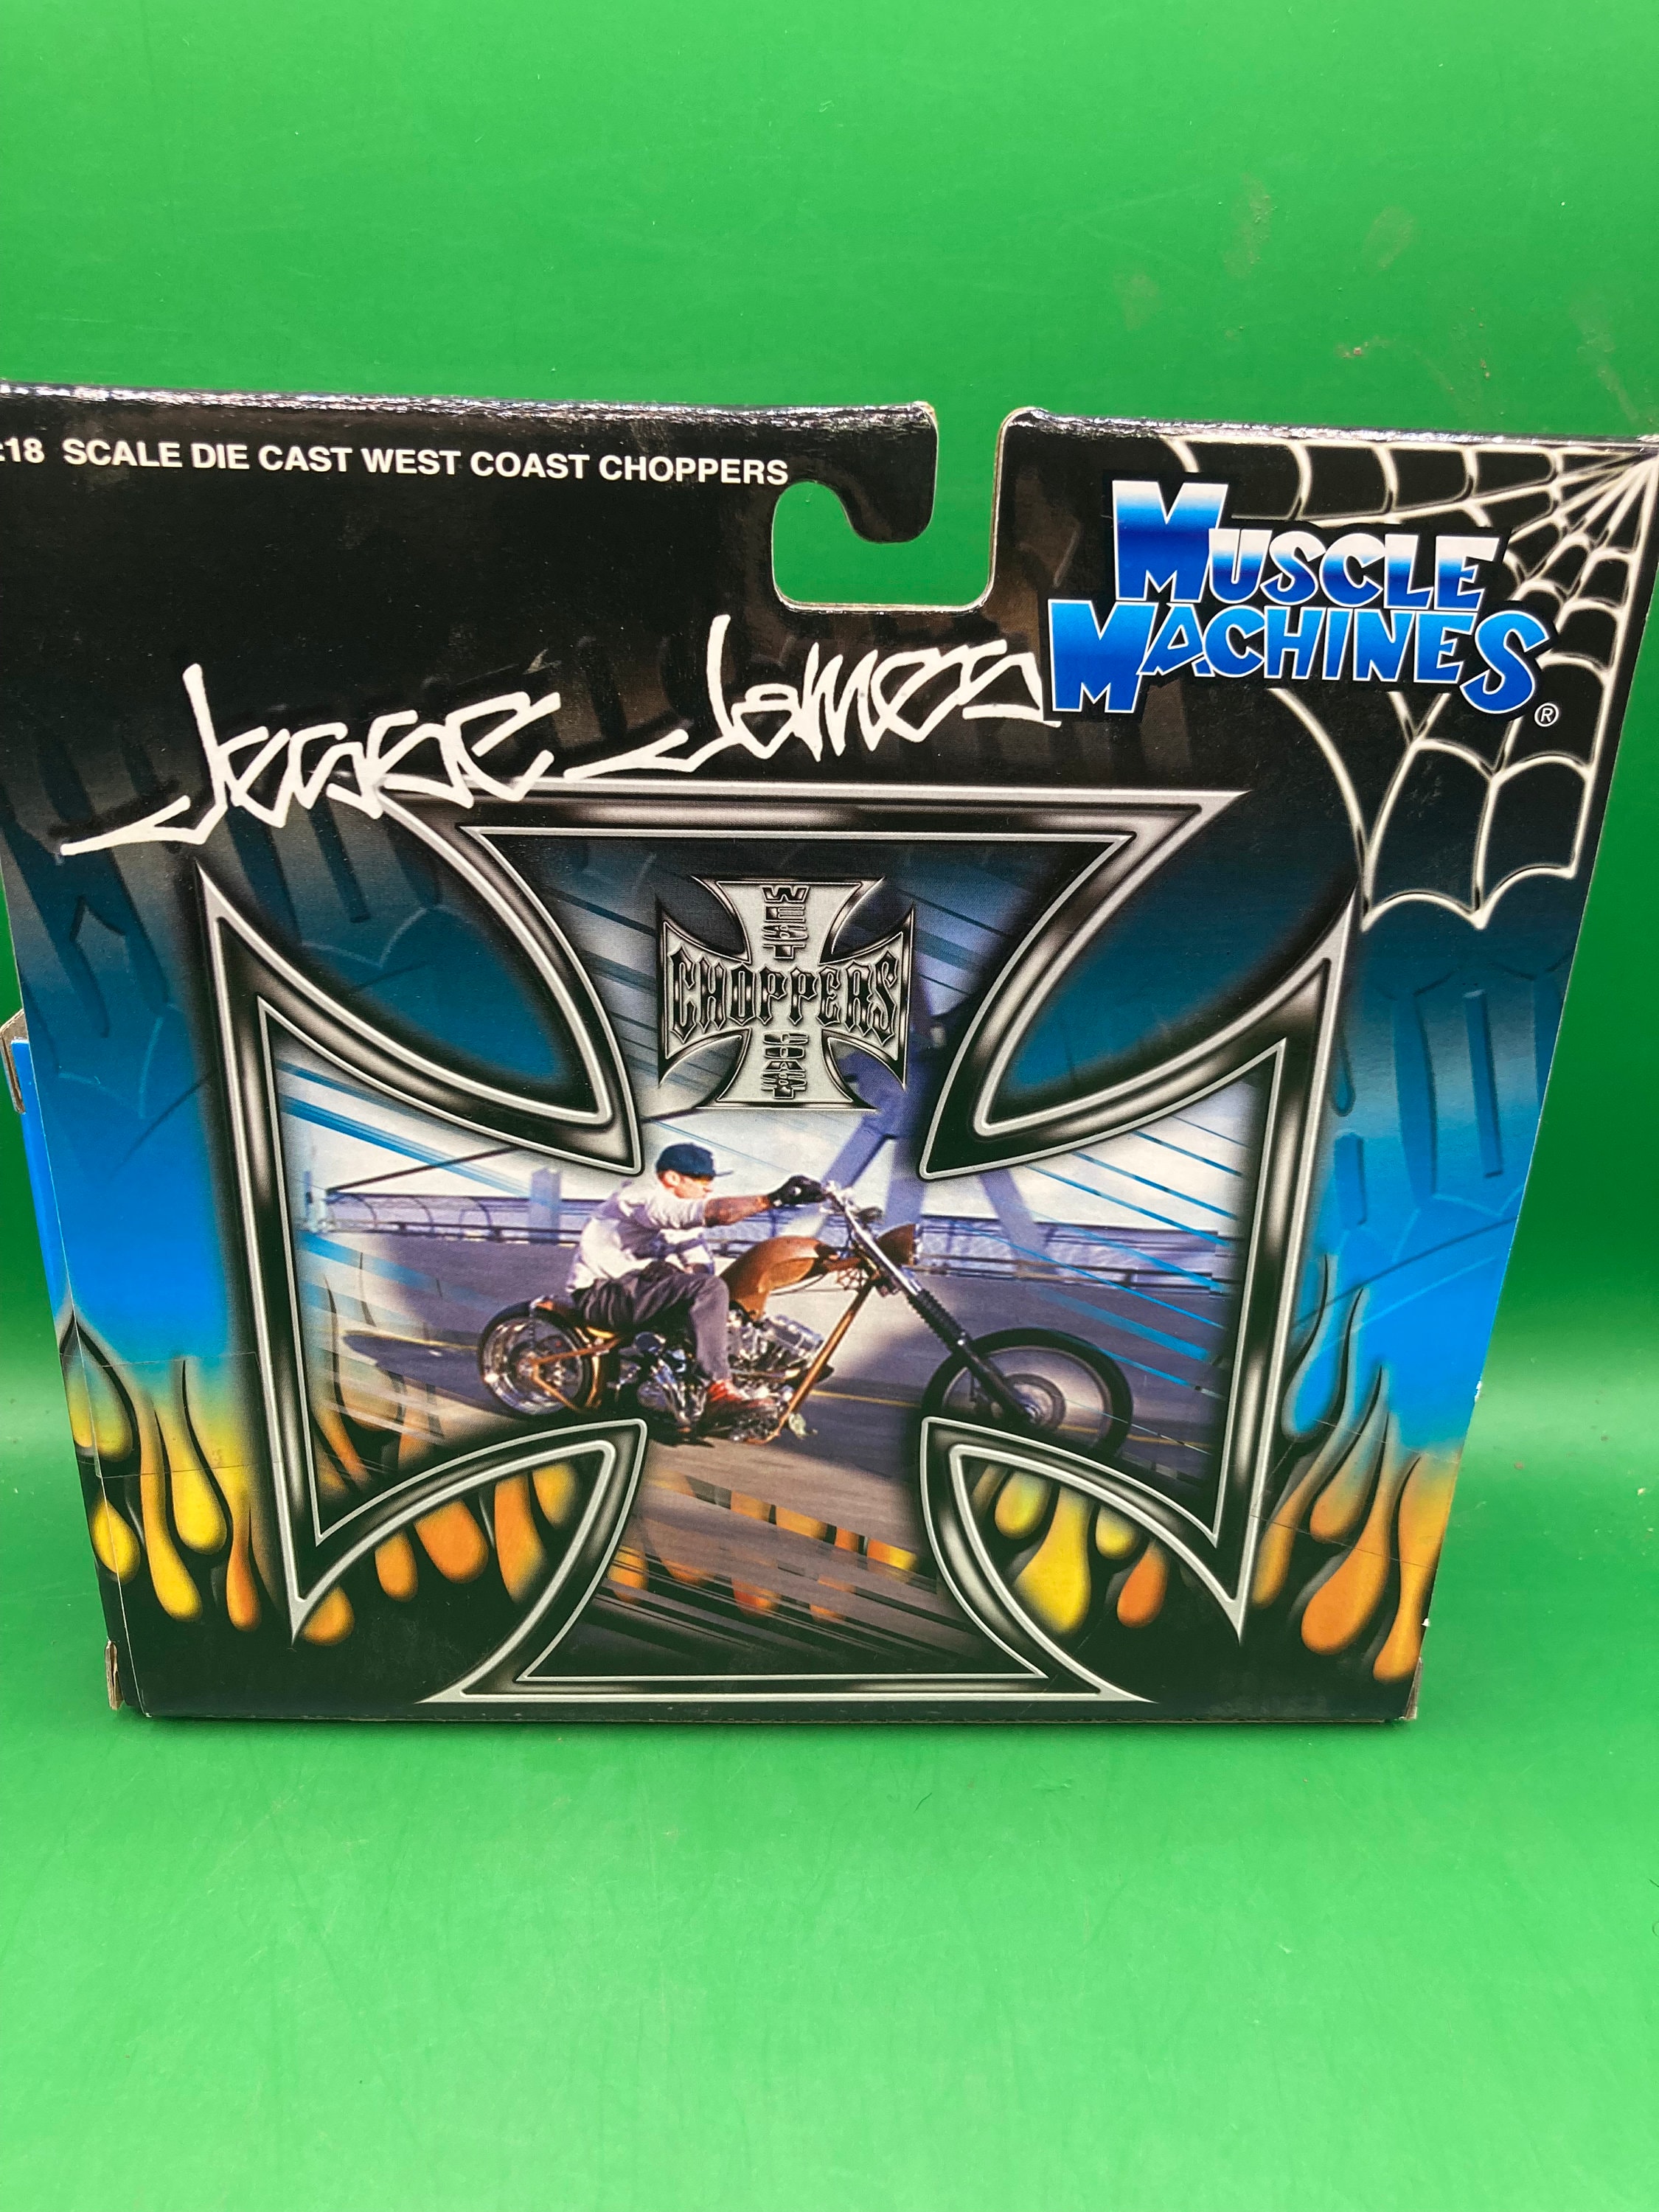 :18 SCALE DIE CAST WEST COAST CHOPPERS
MUSCLE
MACHINES®
Jesse James
WEST
CHOPPERS
COAST